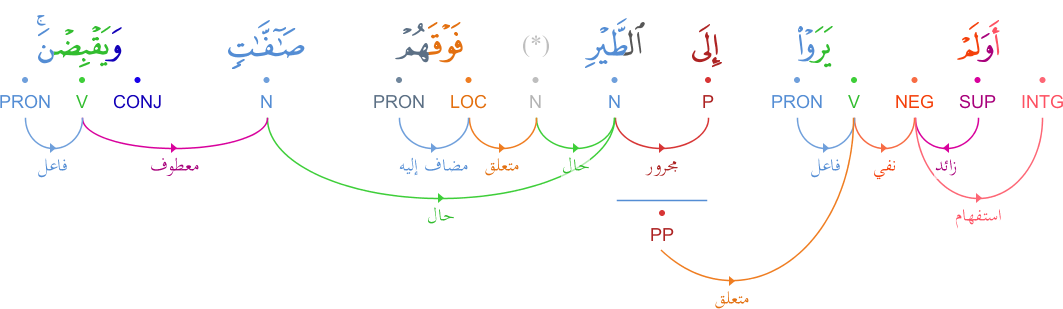 أَوَلَمْ يَرَوْا۟ إِلَى ٱلطَّيْرِ (*) فَوْقَهُمْ صَـٰٓفَّـٰتٍ وَيَقْبِضْنَ ۚ
INTG SUP NEG V PRON P N N LOC PRON N CONJ V PRON
زائد نفي فاعل مجرور حال متعلق مضاف إليه معطوف فاعل
استفهام حال
PP
متعلق